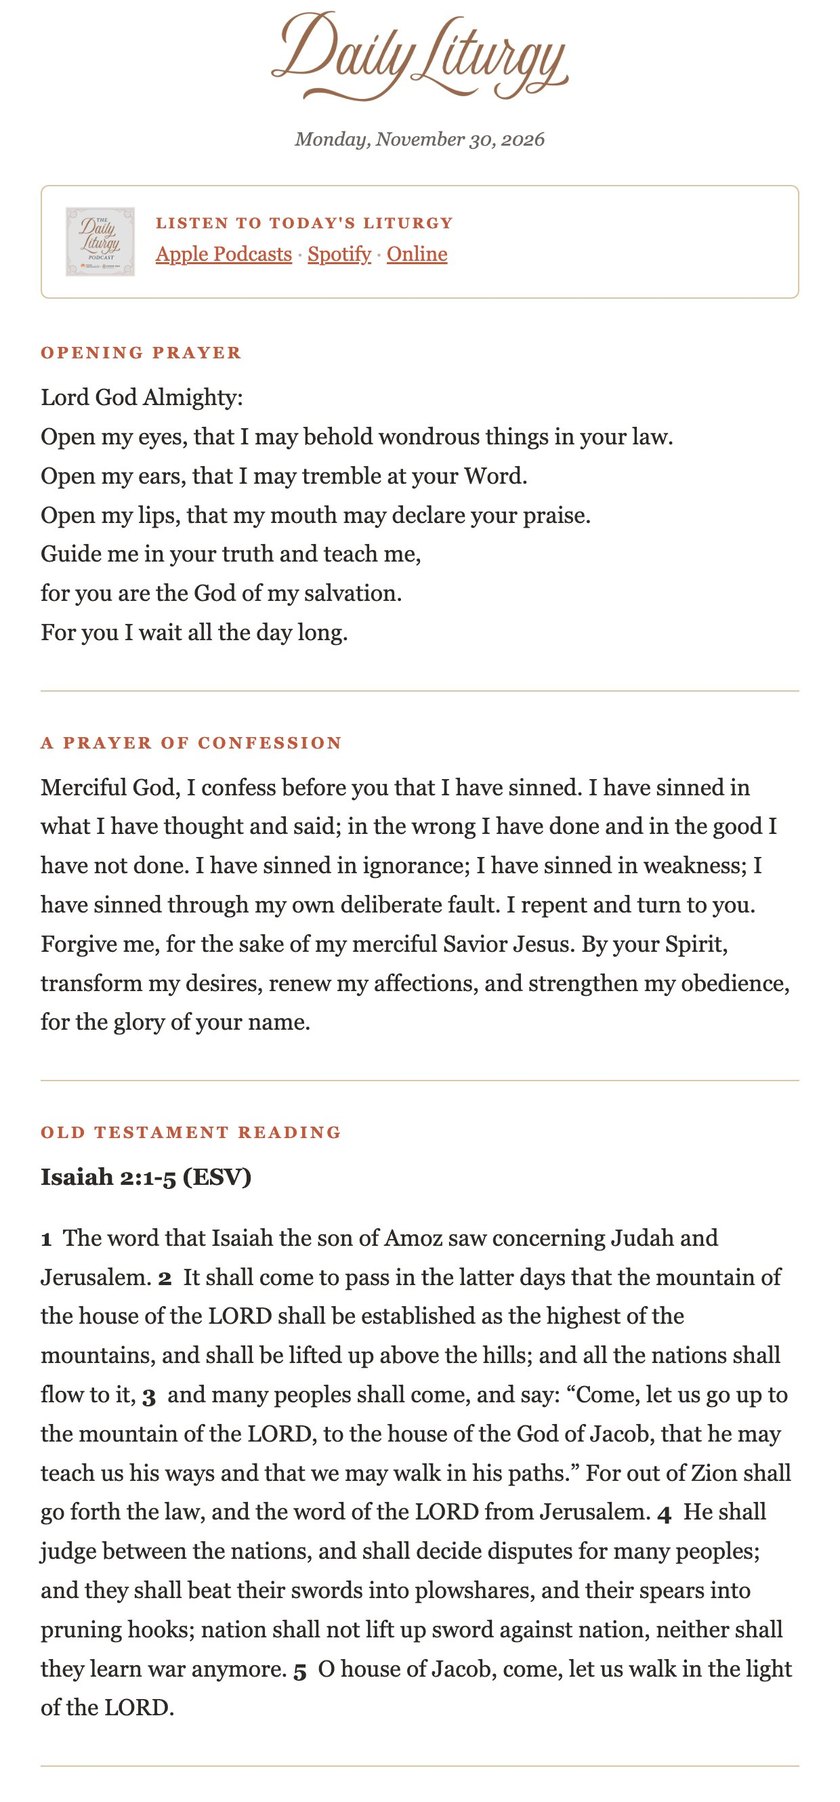 Daily Liturgy
Monday, November 30, 2026
THE
Daily
Liturgy
PODCAST
LISTEN TO TODAY'S LITURGY
Apple Podcasts · Spotify · Online
OPENING PRAYER
Lord God Almighty:
Open my eyes, that I may behold wondrous things in your law.
Open my ears, that I may tremble at your Word.
Open my lips, that my mouth may declare your praise.
Guide me in your truth and teach me,
for you are the God of my salvation.
For you I wait all the day long.
A PRAYER OF CONFESSION
Merciful God, I confess before you that I have sinned. I have sinned in
what I have thought and said; in the wrong I have done and in the good I
have not done. I have sinned in ignorance; I have sinned in weakness; I
have sinned through my own deliberate fault. I repent and turn to you.
Forgive me, for the sake of my merciful Savior Jesus. By your Spirit,
transform my desires, renew my affections, and strengthen my obedience,
for the glory of your name.
OLD TESTAMENT READING
Isaiah 2:1-5 (ESV)
1 The word that Isaiah the son of Amoz saw concerning Judah and
Jerusalem. 2 It shall come to pass in the latter days that the mountain of
the house of the LORD shall be established as the highest of the
mountains, and shall be lifted up above the hills; and all the nations shall
flow to it, 3 and many peoples shall come, and say: “Come, let us go up to
the mountain of the LORD, to the house of the God of Jacob, that he may
teach us his ways and that we may walk in his paths.” For out of Zion shall
go forth the law, and the word of the LORD from Jerusalem. 4 He shall
judge between the nations, and shall decide disputes for many peoples;
and they shall beat their swords into plowshares, and their spears into
pruning hooks; nation shall not lift up sword against nation, neither shall
they learn war anymore. 5 O house of Jacob, come, let us walk in the light
of the LORD.